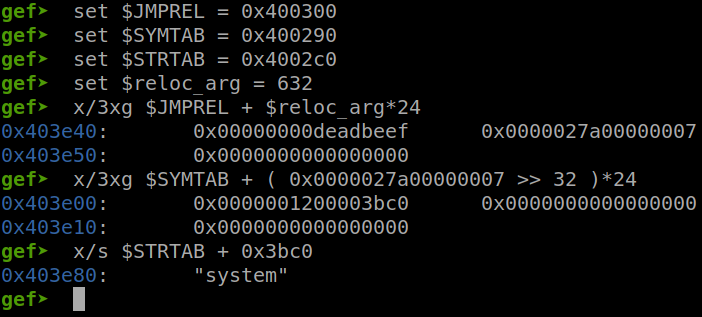 gef➤  set $JMPREL = 0x400300
gef➤  set $SYMTAB = 0x400290
gef➤  set $STRTAB = 0x4002c0
gef➤  set $reloc_arg = 632
gef➤  x/3xg $JMPREL + $reloc_arg*24
0x403e40:       0x00000000deadbeef      0x0000027a00000007
0x403e50:       0x0000000000000000
gef➤  x/3xg $SYMTAB + ( 0x0000027a00000007 >> 32 )*24
0x403e00:       0x0000001200003bc0      0x0000000000000000
0x403e10:       0x0000000000000000
gef➤  x/s $STRTAB + 0x3bc0
0x403e80:       "system"
gef➤